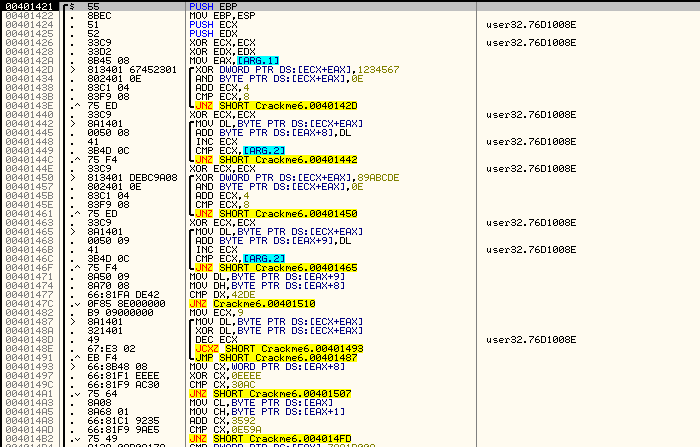 00401421 $ 55 PUSH EBP
00401422 . 8BEC MOV EBP,ESP
00401424 . 51 PUSH ECX user32.76D1008E
00401425 . 52 PUSH EDX
00401426 . 33C9 XOR ECX,ECX user32.76D1008E
00401428 . 33D2 XOR EDX,EDX
0040142A . 8B45 08 MOV EAX,[ARG.1]
0040142D > 813401 67452301 XOR DWORD PTR DS:[ECX+EAX],1234567
00401434 . 802401 0E AND BYTE PTR DS:[ECX+EAX],0E
00401438 . 83C1 04 ADD ECX,4
0040143B . 83F9 08 CMP ECX,8
0040143E .^ 75 ED JNZ SHORT Crackme6.0040142D
00401440 . 33C9 XOR ECX,ECX user32.76D1008E
00401442 > 8A1401 MOV DL,BYTE PTR DS:[ECX+EAX]
00401445 . 0050 08 ADD BYTE PTR DS:[EAX+8],DL
00401448 . 41 INC ECX user32.76D1008E
00401449 . 3B4D 0C CMP ECX,[ARG.2]
0040144C .^ 75 F4 JNZ SHORT Crackme6.00401442
0040144E . 33C9 XOR ECX,ECX user32.76D1008E
00401450 > 813401 DEBC9A08 XOR DWORD PTR DS:[ECX+EAX],89ABCDE
00401457 . 802401 0E AND BYTE PTR DS:[ECX+EAX],0E
0040145B . 83C1 04 ADD ECX,4
0040145E . 83F9 08 CMP ECX,8
00401461 .^ 75 ED JNZ SHORT Crackme6.00401450
00401463 . 33C9 XOR ECX,ECX user32.76D1008E
00401465 > 8A1401 MOV DL,BYTE PTR DS:[ECX+EAX]
00401468 . 0050 09 ADD BYTE PTR DS:[EAX+9],DL
0040146B . 41 INC ECX user32.76D1008E
0040146C . 3B4D 0C CMP ECX,[ARG.2]
0040146F .^ 75 F4 JNZ SHORT Crackme6.00401465
00401471 . 8A50 09 MOV DL,BYTE PTR DS:[EAX+9]
00401474 . 8A70 08 MOV DH,BYTE PTR DS:[EAX+8]
00401477 . 66:81FA DE42 CMP DX,42DE
0040147C .v 0F85 8E000000 JNZ Crackme6.00401510
00401482 . B9 09000000 MOV ECX,9
00401487 > 8A1401 MOV DL,BYTE PTR DS:[ECX+EAX]
0040148A . 321401 XOR DL,BYTE PTR DS:[ECX+EAX]
0040148D . 49 DEC ECX user32.76D1008E
0040148E . 67:E3 02 JCXZ SHORT Crackme6.00401493
00401491 .^ EB F4 JMP SHORT Crackme6.00401487
00401493 > 66:8B48 08 MOV CX,WORD PTR DS:[EAX+8]
00401497 . 66:81F1 EEEE XOR CX,0EEEE
0040149C . 66:81F9 AC30 CMP CX,30AC
004014A1 .v 75 64 JNZ SHORT Crackme6.00401507
004014A3 . 8A08 MOV CL,BYTE PTR DS:[EAX]
004014A5 . 8A68 01 MOV CH,BYTE PTR DS:[EAX+1]
004014A8 . 66:81C1 9235 ADD CX,3592
004014AD . 66:81F9 9AE5 CMP CX,0E59A
004014B2 .v 75 49 JNZ SHORT Crackme6.004014FD